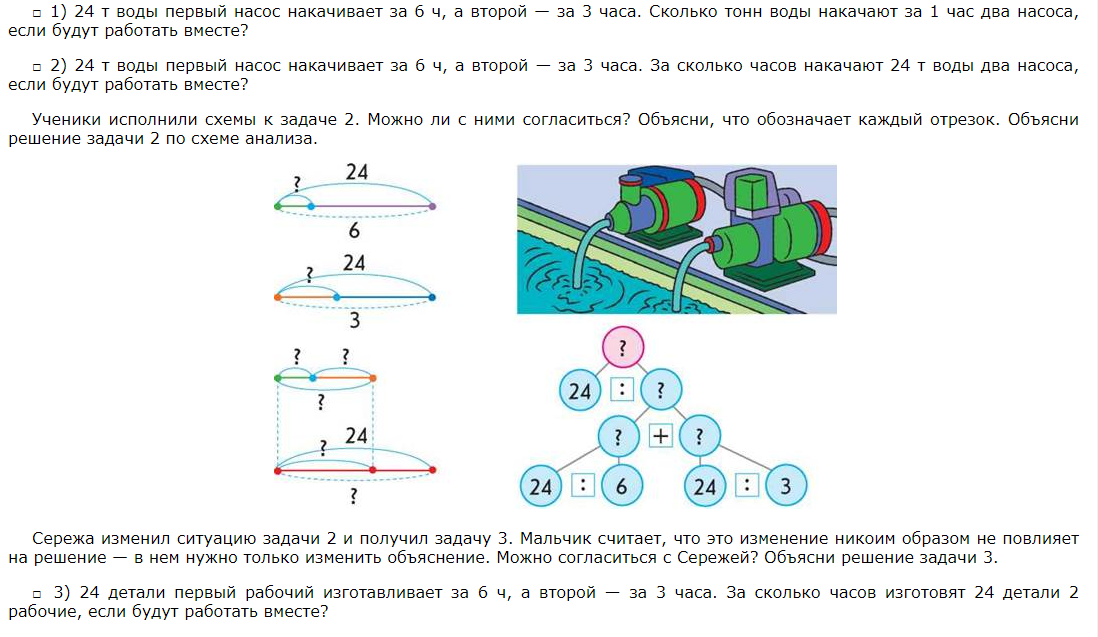 □ 1) 24 т воды первый насос накачивает за 6 ч, а второй — за 3 часа. Сколько тонн воды накачают за 1 час два насоса,
если будут работать вместе?
□ 2) 24 т воды первый насос накачивает за 6 ч, а второй — за 3 часа. За сколько часов накачают 24 т воды два насоса,
если будут работать вместе?
Ученики исполнили схемы к задаче 2. Можно ли с ними согласиться? Объясни, что обозначает каждый отрезок. Объясни
решение задачи 2 по схеме анализа.
? 24
6
? 24
3
? ?
?
? 24
?
?
24 : ?
? + ?
24 : 6 24 : 3
Сережа изменил ситуацию задачи 2 и получил задачу 3. Мальчик считает, что это изменение никоим образом не повлияет
на решение — в нем нужно только изменить объяснение. Можно согласиться с Сережей? Объясни решение задачи 3.
□ 3) 24 детали первый рабочий изготавливает за 6 ч, а второй — за 3 часа. За сколько часов изготовят 24 детали 2
рабочие, если будут работать вместе?